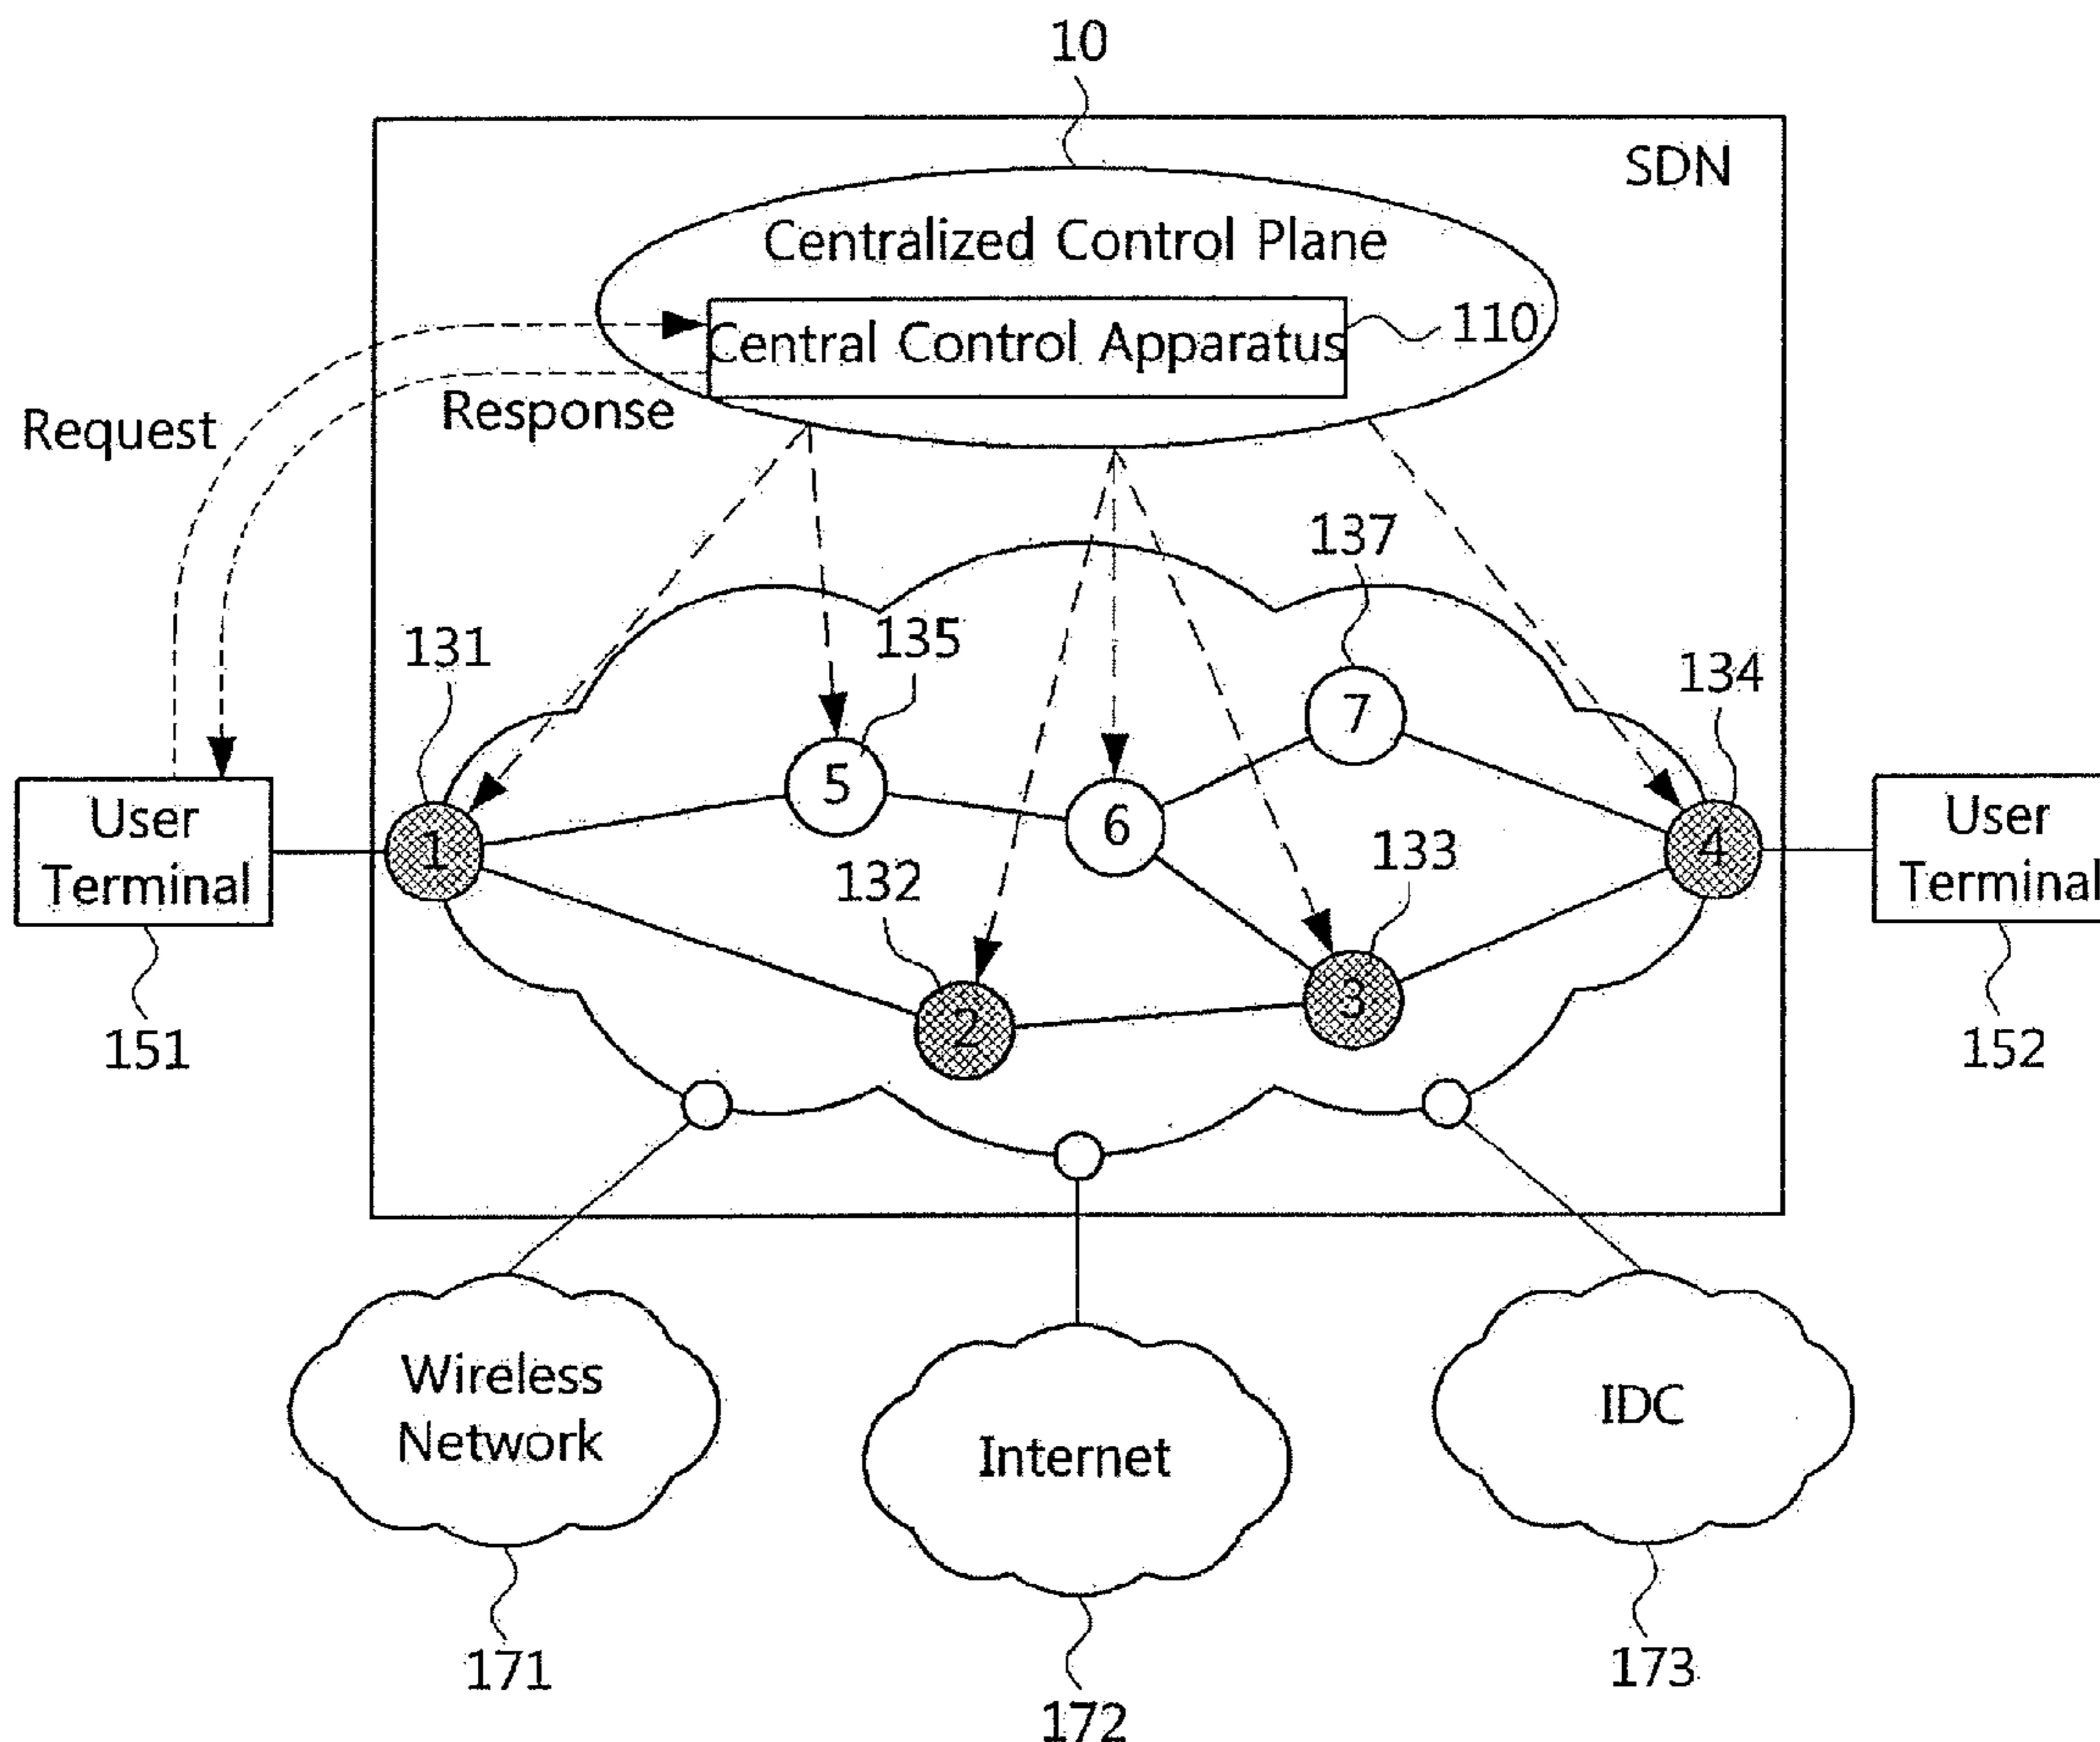 10
SDN
Centralized Control Plane
Central Control Apparatus
110
Request
Response
137
135
131
134
7
5
6
User
Terminal
1
4
User
Terminal
132
133
2
3
151
152
Wireless
Network
Internet
IDC
171
172
173